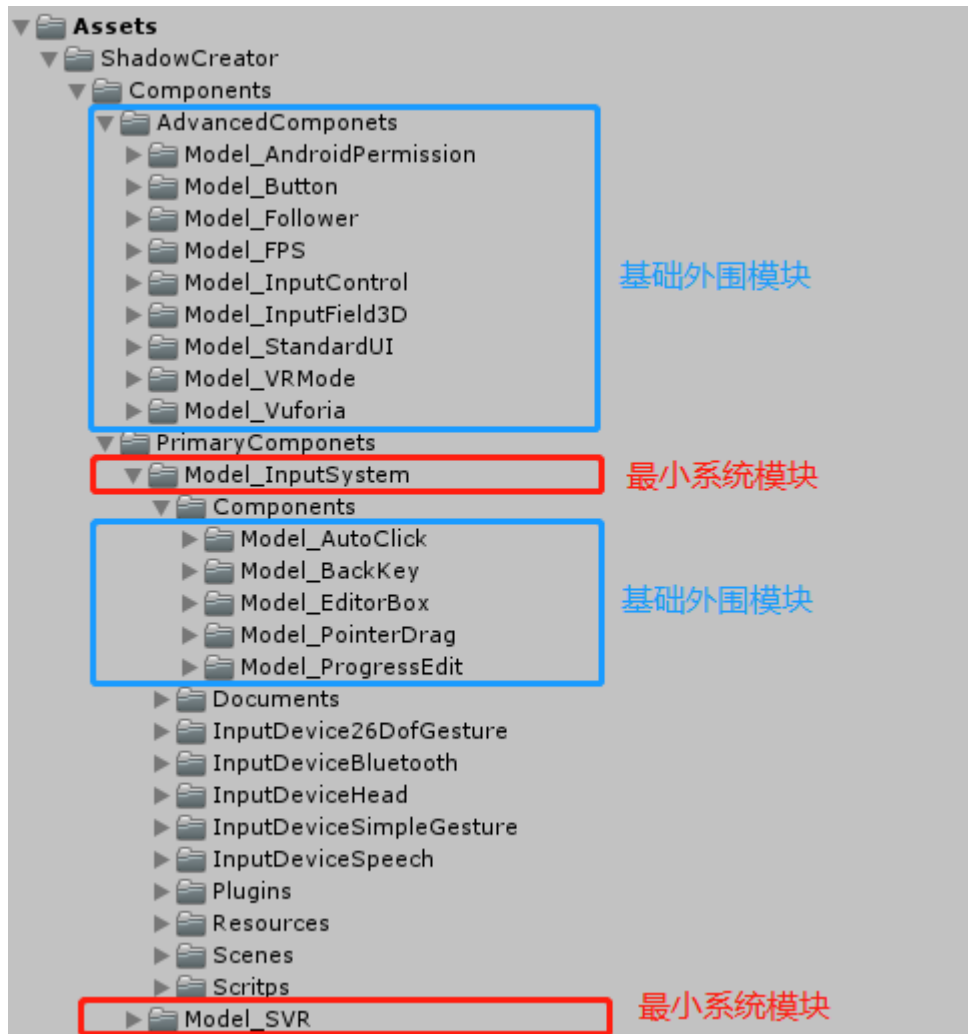 Assets
ShadowCreator
Components
AdvancedComponets
Model_AndroidPermission
Model_Button
Model_Follower
Model_FPS
Model_InputControl
基础外围模块
Model_InputField3D
Model_StandardUI
Model_VRMode
Model_Vuforia
PrimaryComponets
Model_InputSystem
最小系统模块
Components
Model_AutoClick
Model_BackKey
Model_EditorBox
基础外围模块
Model_PointerDrag
Model_ProgressEdit
Documents
InputDevice26DofGesture
InputDeviceBluetooth
InputDeviceHead
InputDeviceSimpleGesture
InputDeviceSpeech
Plugins
Resources
Scenes
Scritps
Model_SVR
最小系统模块